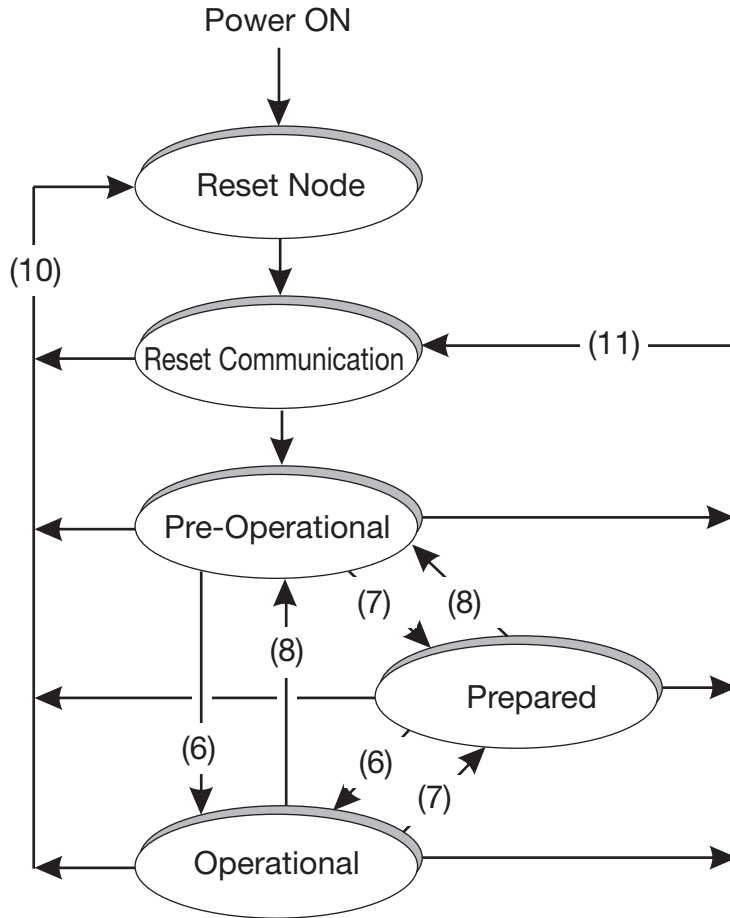 Power ON
Reset Node
(10)
Reset Communication
(11)
Pre-Operational
(7)
(8)
(8)
Prepared
(6)
(6)
(7)
Operational